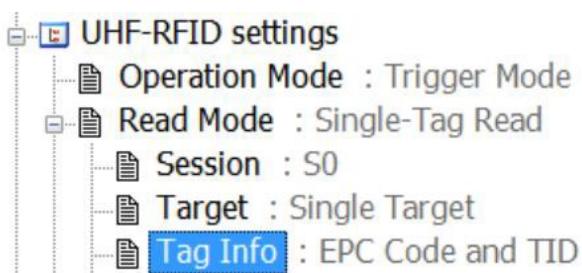 UHF-RFID settings
Operation Mode : Trigger Mode
Read Mode : Single-Tag Read
Session : S0
Target : Single Target
Tag Info : EPC Code and TID